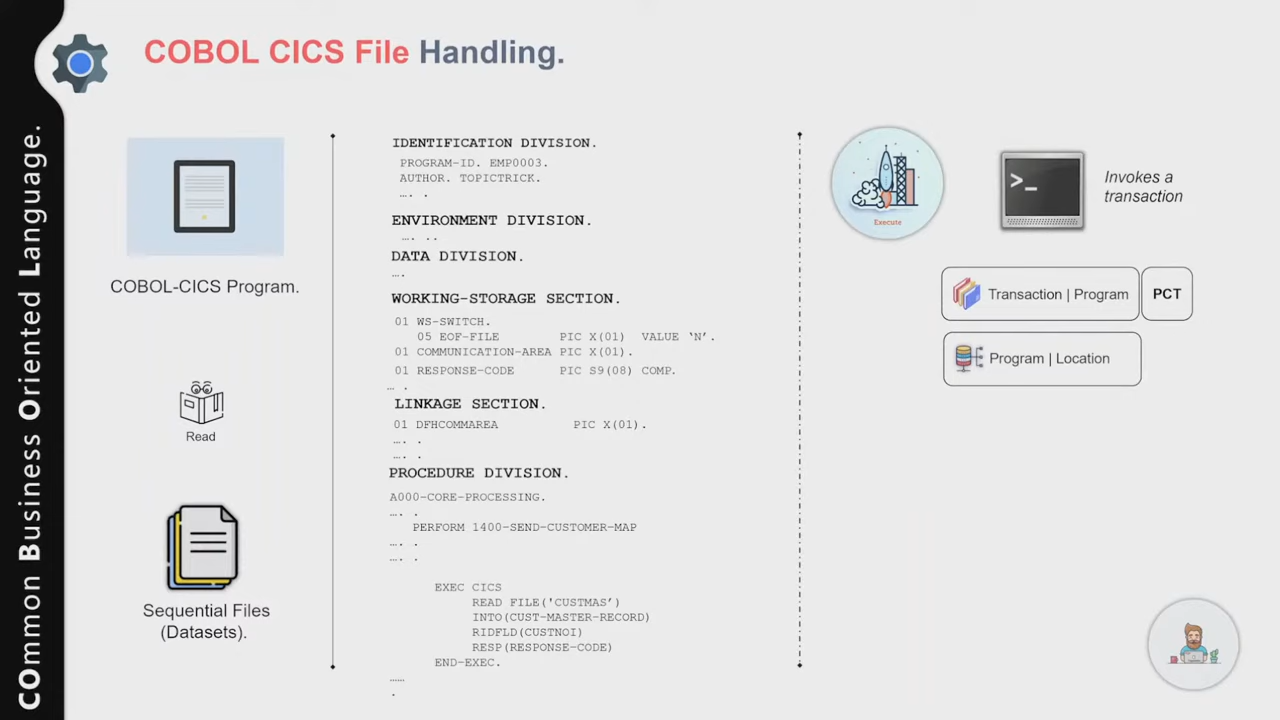 COBOL CICS File Handling.
COmmon Business Oriented Language.
COBOL-CICS Program.
Read
Sequential Files
(Datasets).
IDENTIFICATION DIVISION.
PROGRAM-ID. EMP0003.
AUTHOR. TOPICTRICK.
…. .
ENVIRONMENT DIVISION.
…. ..
DATA DIVISION.
….
WORKING-STORAGE SECTION.
01 WS-SWITCH.
05 EOF-FILE PIC X(01) VALUE ‘N’.
01 COMMUNICATION-AREA PIC X(01).
01 RESPONSE-CODE PIC S9(08) COMP.
… .
LINKAGE SECTION.
01 DFHCOMMAREA PIC X(01).
…. .
…. .
PROCEDURE DIVISION.
A000-CORE-PROCESSING.
…. .
PERFORM 1400-SEND-CUSTOMER-MAP
…. .
…. .
EXEC CICS
READ FILE('CUSTMAS’)
INTO(CUST-MASTER-RECORD)
RIDFLD(CUSTNOI)
RESP(RESPONSE-CODE)
END-EXEC.
……
.
Execute
>_
Invokes a
transaction
Transaction | Program
PCT
Program | Location